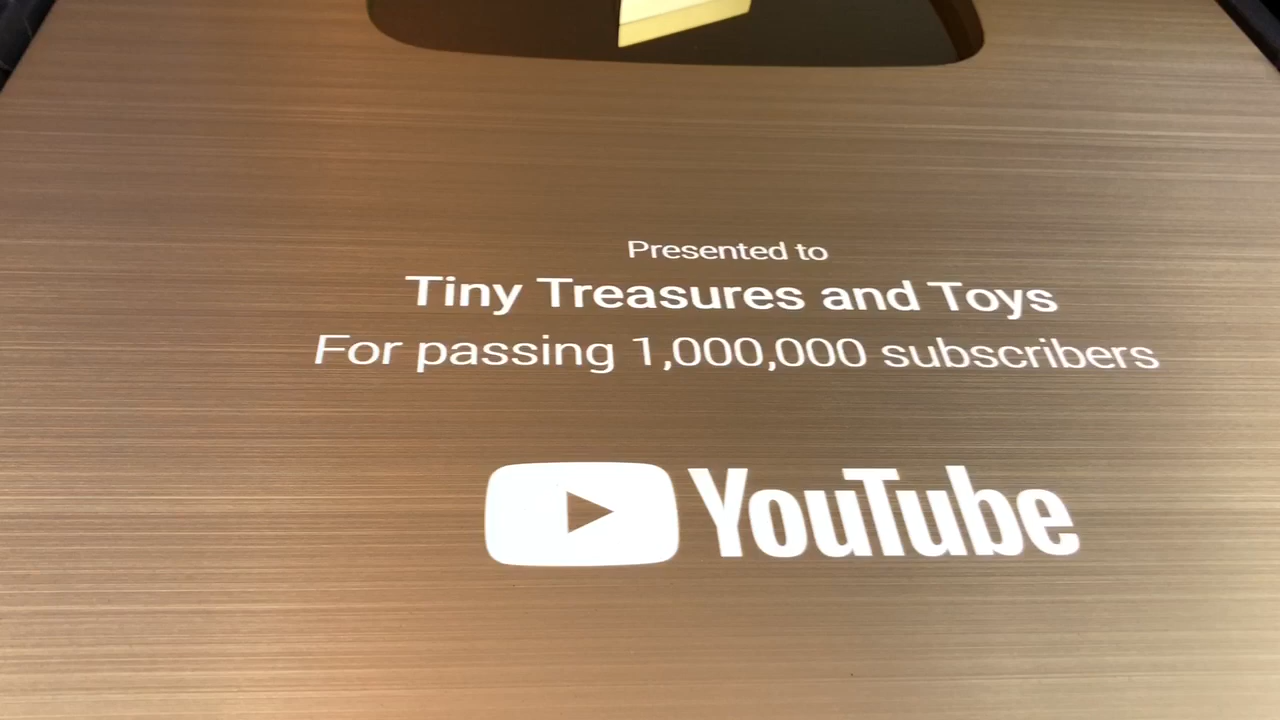 Presented to
Tiny Treasures and Toys
For passing 1,000,000 subscribers
YouTube